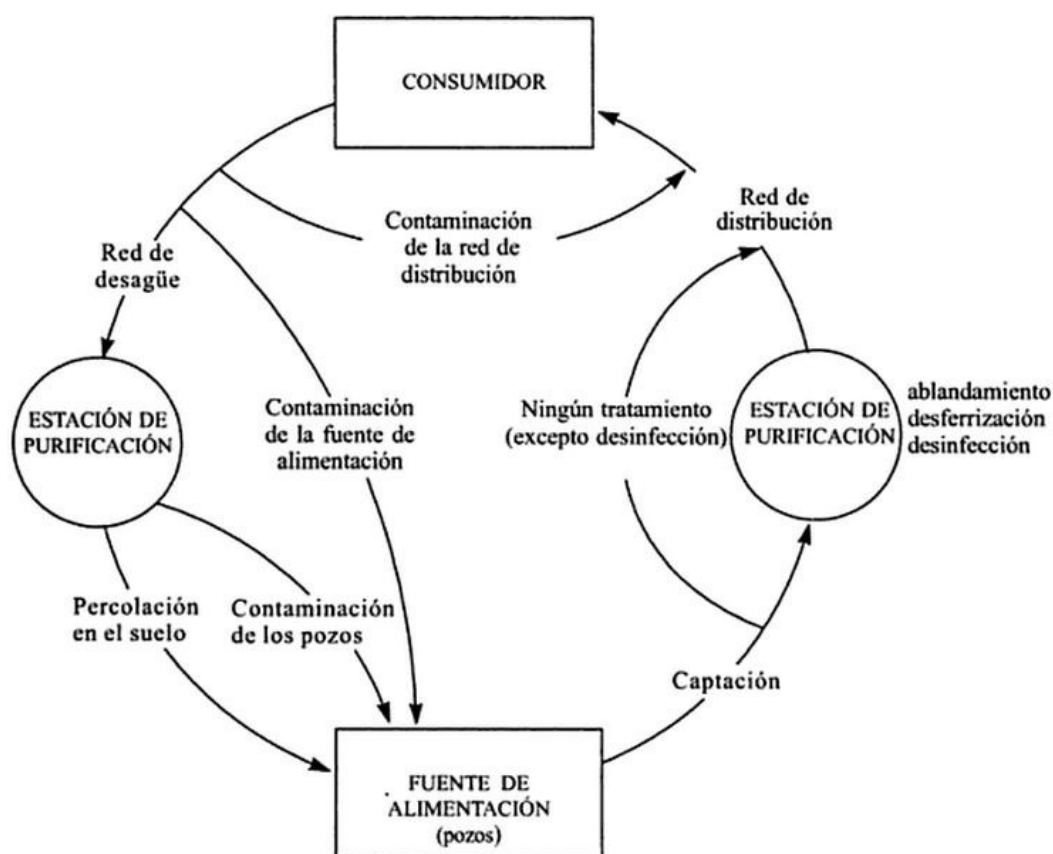 CONSUMIDOR
Contaminación
de la red de
distribución
Red de
distribución
Red de
desagüe
ESTACIÓN DE
PURIFICACIÓN
Contaminación
de la fuente de
alimentación
Ningún tratamiento
(excepto desinfección)
ESTACIÓN DE
PURIFICACIÓN
ablandamiento
desferrización
desinfección
Percolación
en el suelo
Contaminación
de los pozos
Captación
FUENTE DE
ALIMENTACIÓN
(pozos)